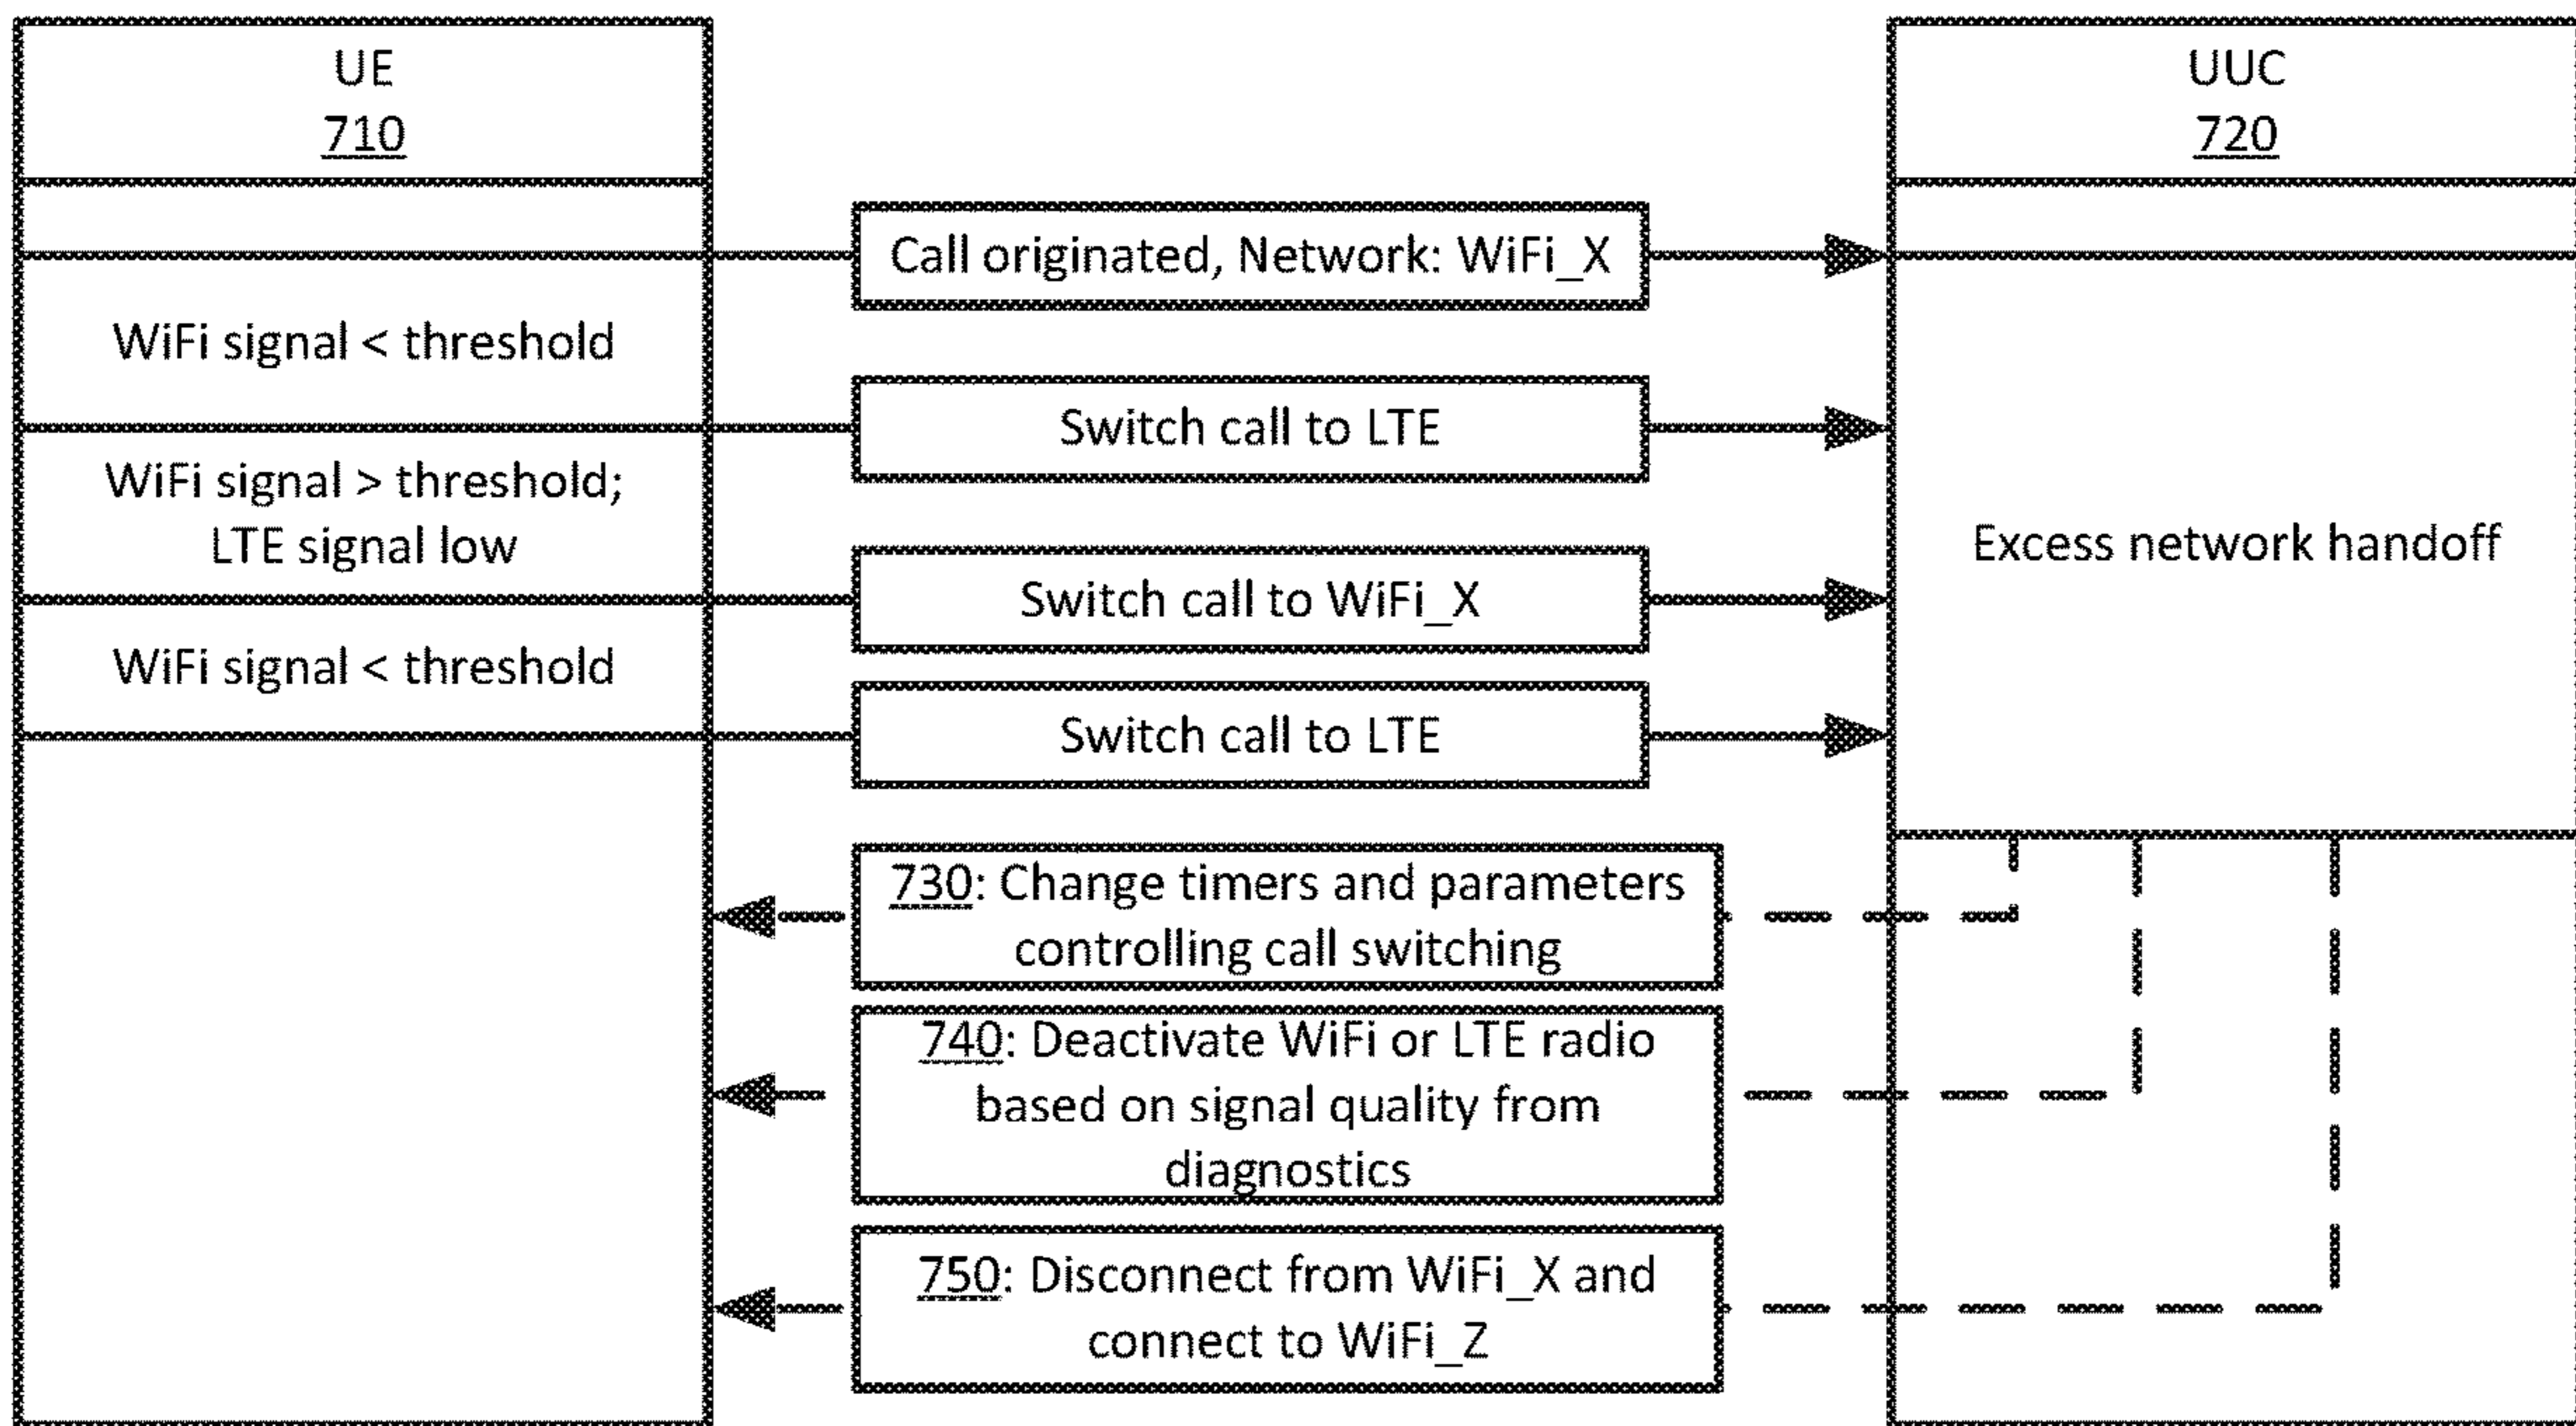 UE
710
UUC
720
Call originated, Network: WiFi_X
WiFi signal < threshold
Switch call to LTE
WiFi signal > threshold;
LTE signal low
Excess network handoff
Switch call to WiFi_X
WiFi signal < threshold
Switch call to LTE
730: Change timers and parameters
controlling call switching
740: Deactivate WiFi or LTE radio
based on signal quality from
diagnostics
750: Disconnect from WiFi_X and
connect to WiFi_Z